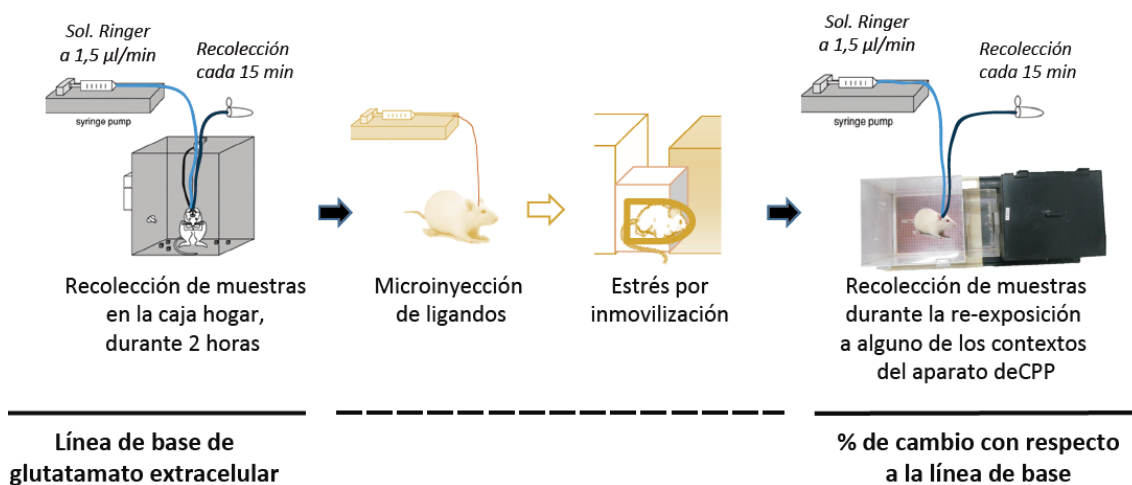 Sol. Ringer
a 1,5 µl/min
Recolección
cada 15 min
syringe pump
Recolección de muestras
en la caja hogar,
durante 2 horas
Microinyección
de ligandos
Estrés por
inmovilización
Sol. Ringer
a 1,5 µl/min
Recolección
cada 15 min
syringe pump
Recolección de muestras
durante la re-exposición
a alguno de los contextos
del aparato deCPP
Línea de base de
glutatamato extracelular
% de cambio con respecto
a la línea de base